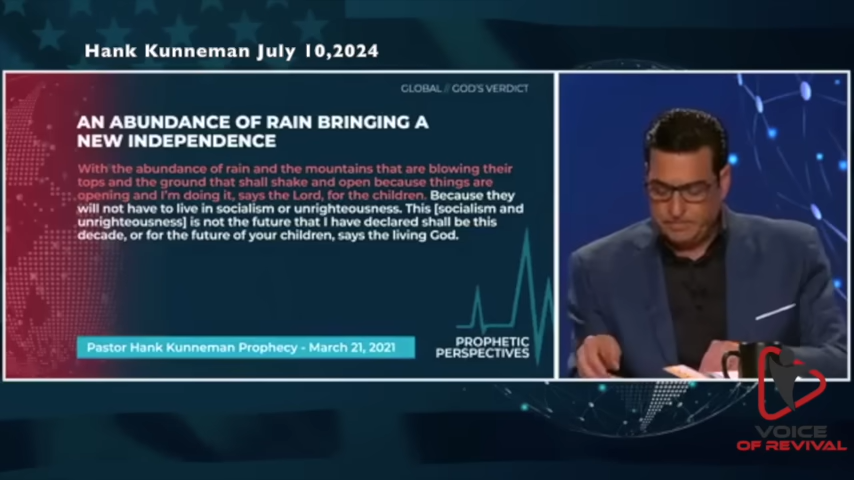 Hank Kunneman July 10,2024
GLOBAL // GOD'S VERDICT
AN ABUNDANCE OF RAIN BRINGING A
NEW INDEPENDENCE
With the abundance of rain and the mountains that are blowing their
tops and the ground that shall shake and open because things are
opening and I'm doing it, says the Lord, for the children. Because they
will not have to live in socialism or unrighteousness. This [socialism and
unrighteousness] is not the future that I have declared shall be this
decade, or for the future of your children, says the living God.
Pastor Hank Kunneman Prophecy - March 21, 2021
PROPHETIC
PERSPECTIVES
VOICE
OF REVIVAL